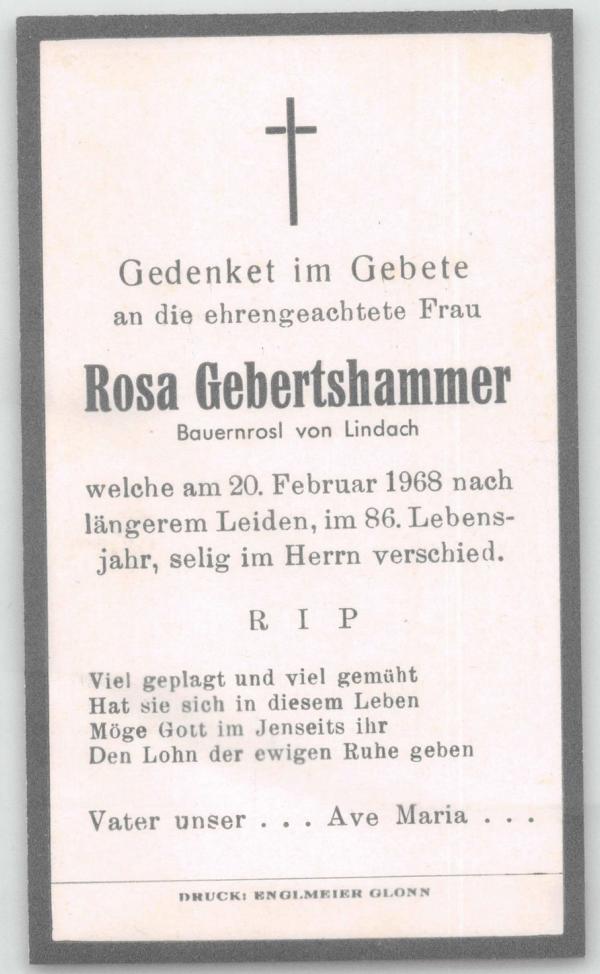 Gedenket im Gebete
an die ehrengeachtete Frau
Rosa Gebertshammer
Bauernrosl von Lindach
welche am 20. Februar 1968 nach
längerem Leiden, im 86. Lebens-
jahr, selig im Herrn verschied.
R I P
Viel geplagt und viel gemüht
Hat sie sich in diesem Leben
Möge Gott im Jenseits ihr
Den Lohn der ewigen Ruhe geben
Vater unser . . . Ave Maria . . .
DRUCK: ENGLMEIER GLONN